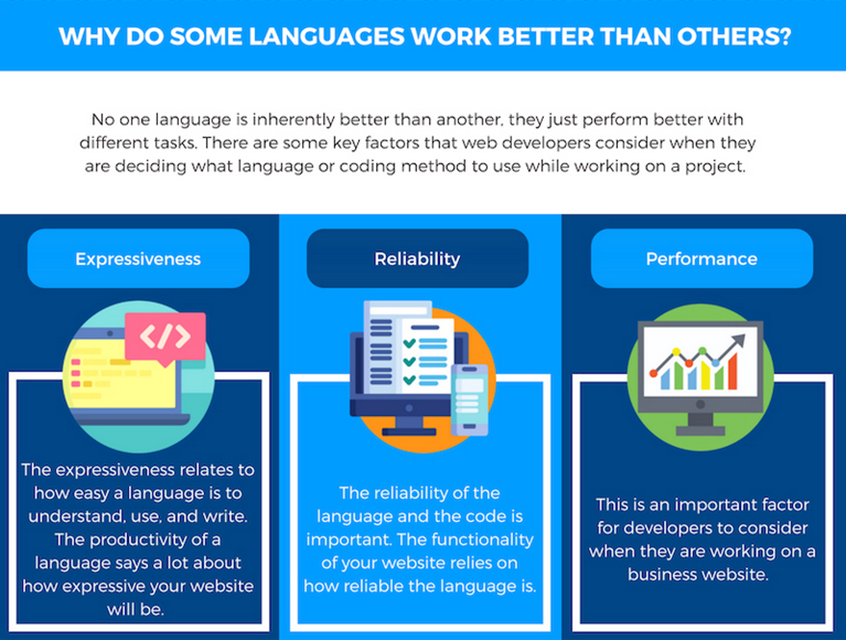 WHY DO SOME LANGUAGES WORK BETTER THAN OTHERS?
No one language is inherently better than another, they just perform better with
different tasks. There are some key factors that web developers consider when they
are deciding what language or coding method to use while working on a project.
Expressiveness
</>
The expressiveness relates to
how easy a language is to
understand, use, and write.
The productivity of a
language says a lot about
how expressive your website
will be.
Reliability
The reliability of the
language and the code is
important. The functionality
of your website relies on
how reliable the language is.
Performance
This is an important factor
for developers to consider
when they are working on a
business website.